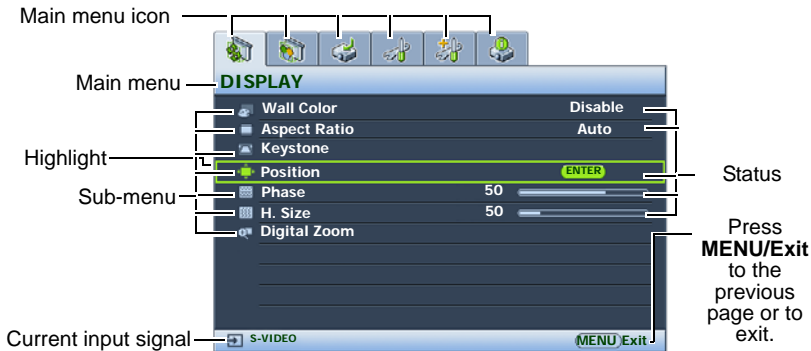 Main menu icon
Main menu
DISPLAY
Wall Color Disable
Aspect Ratio Auto
Keystone
Highlight
Position ENTER
Status
Sub-menu
Phase 50
H. Size 50
Digital Zoom
Press
MENU/Exit
to the
previous
page or to
exit.
Current input signal
S-VIDEO
MENU Exit